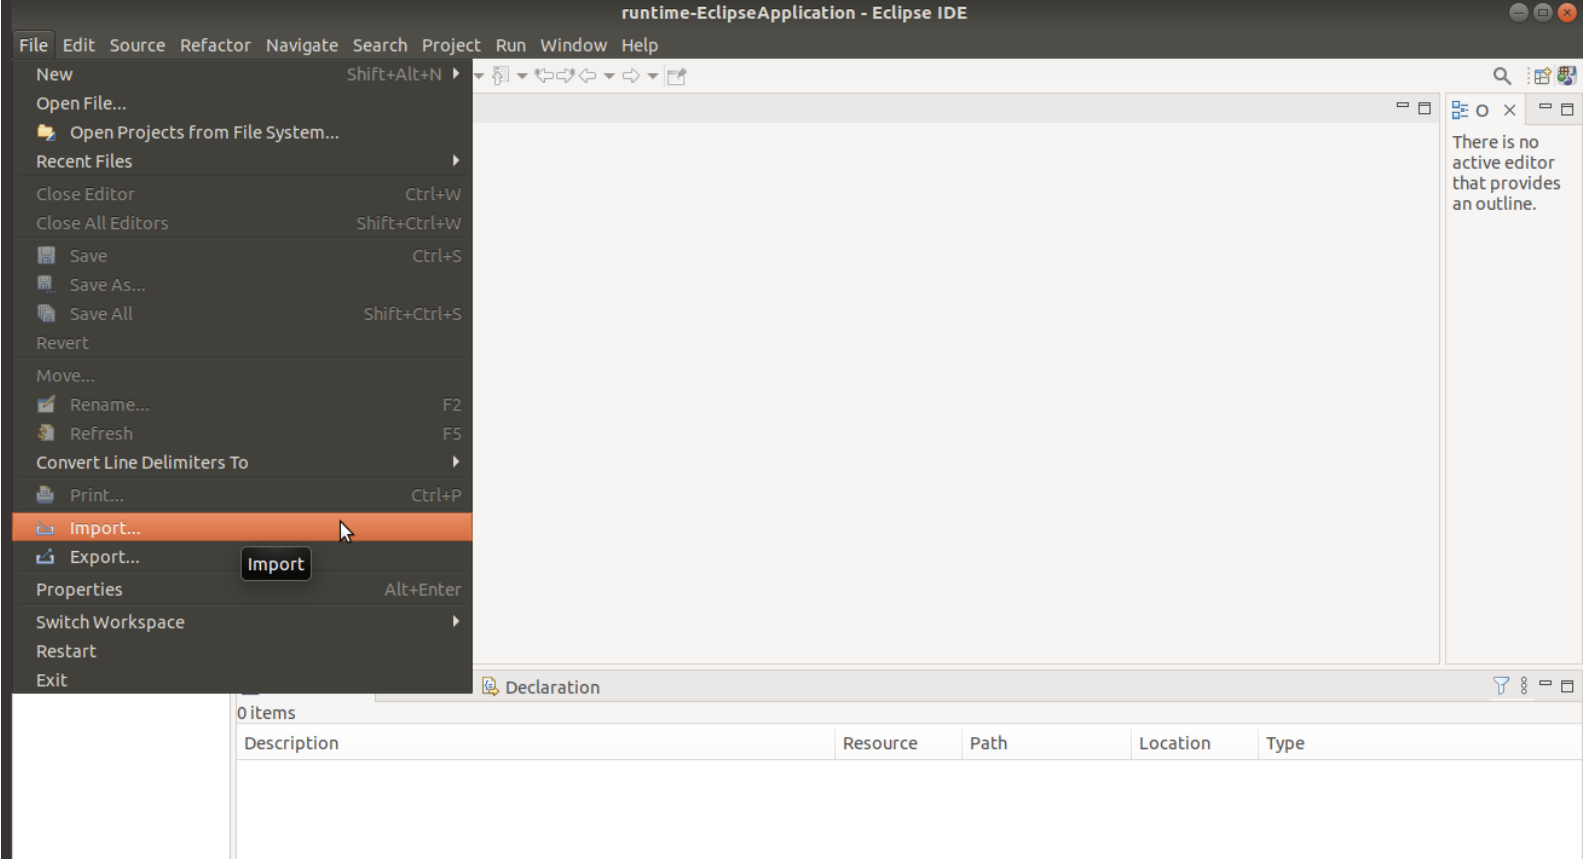 runtime-EclipseApplication - Eclipse IDE
File Edit Source Refactor Navigate Search Project Run Window Help
New Shift+Alt+N
Open File...
Open Projects from File System...
Recent Files
Close Editor Ctrl+W
Close All Editors Shift+Ctrl+W
Save Ctrl+S
Save As...
Save All Shift+Ctrl+S
Revert
Move...
Rename... F2
Refresh F5
Convert Line Delimiters To
Print... Ctrl+P
Import...
Export...
Import
Properties Alt+Enter
Switch Workspace
Restart
Exit
O
There is no
active editor
that provides
an outline.
Declaration
0 items
Description Resource Path Location Type